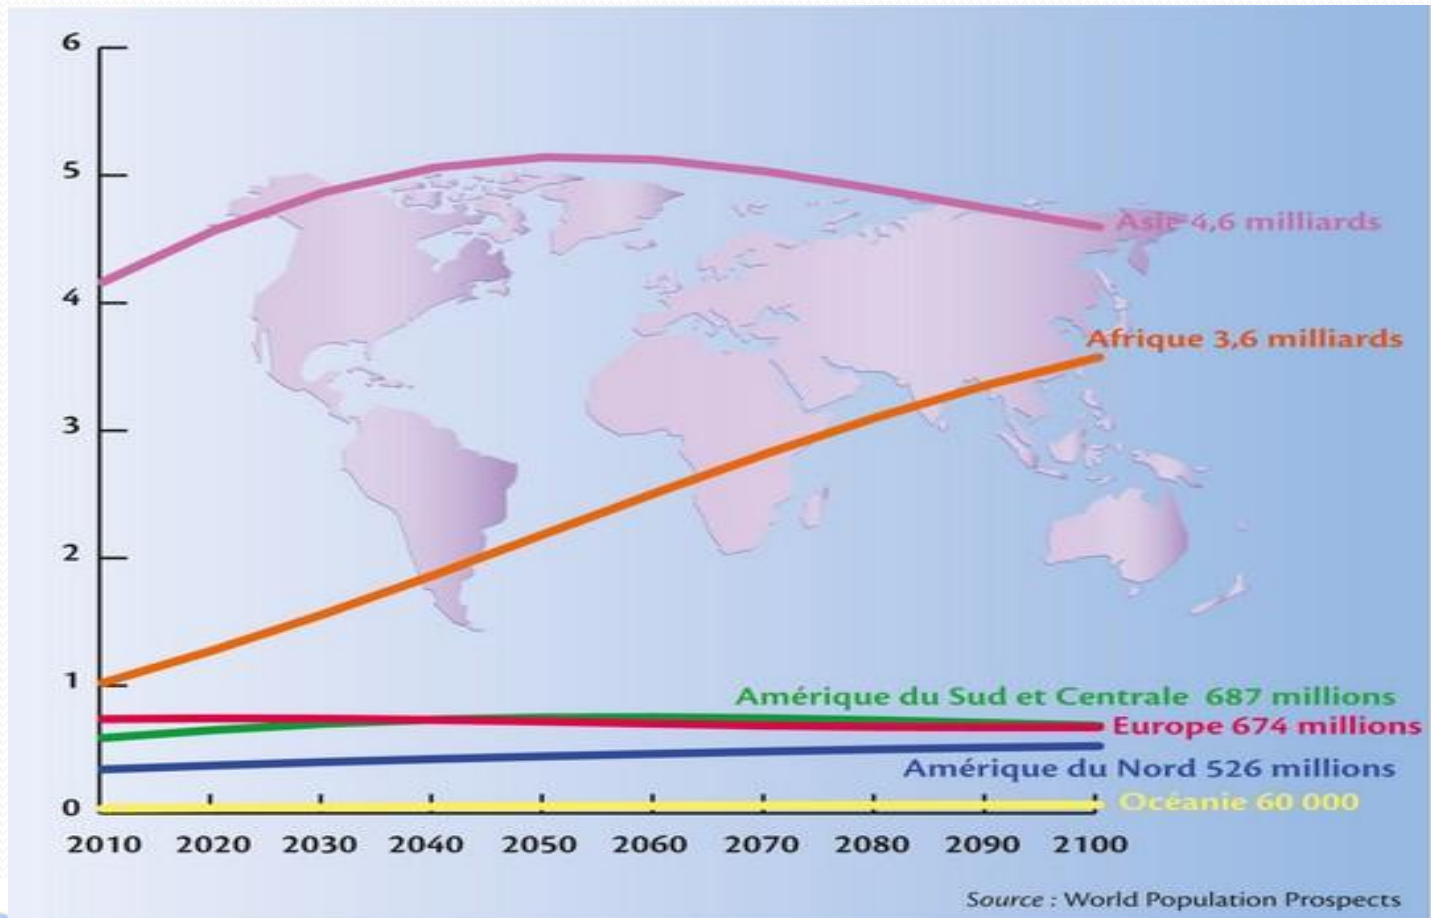 6
5
4
3
2
1
0
Asie 4,6 milliards
Afrique 3,6 milliards
Amérique du Sud et Centrale 687 millions
Europe 674 millions
Amérique du Nord 526 millions
Océanie 60 000
2010 2020 2030 2040 2050 2060 2070 2080 2090 2100
Source : World Population Prospects